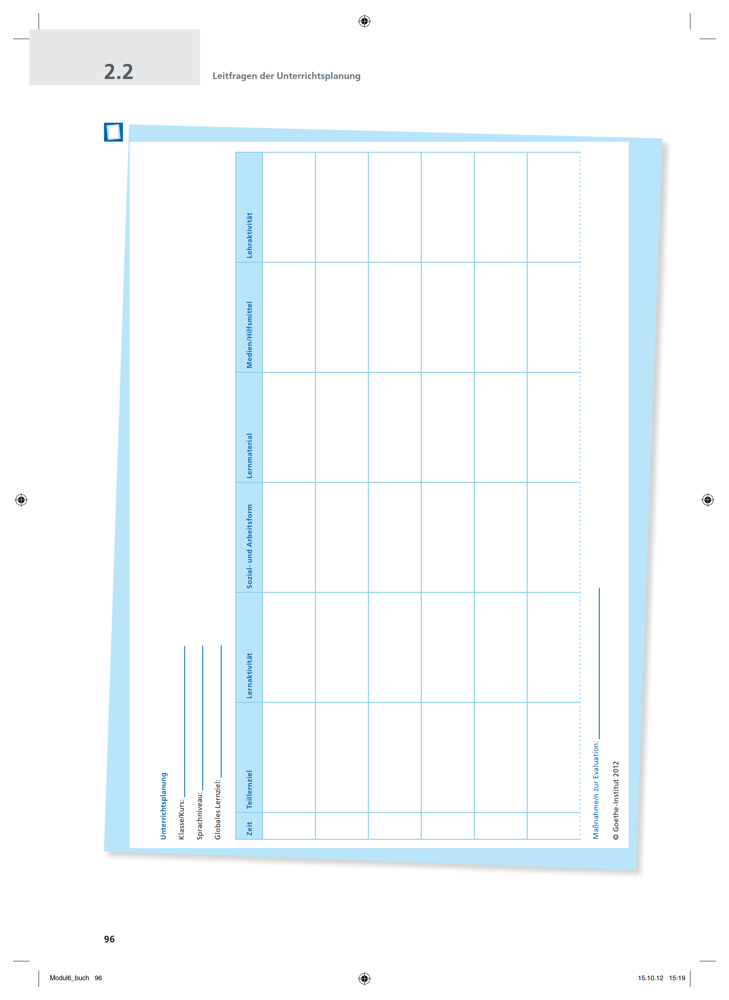 2.2
Leitfragen der Unterrichtsplanung
Unterrichtsplanung
Klasse/Kurs:
Sprachniveau:
Globales Lernziel:
Zeit
Teillernziel
Lernaktivität
Sozial- und Arbeitsform
Lernmaterial
Medien/Hilfsmittel
Lehraktivität
Maßnahme/n zur Evaluation:
© Goethe-Institut 2012
96
Modul6_buch 96
15.10.12 15:19